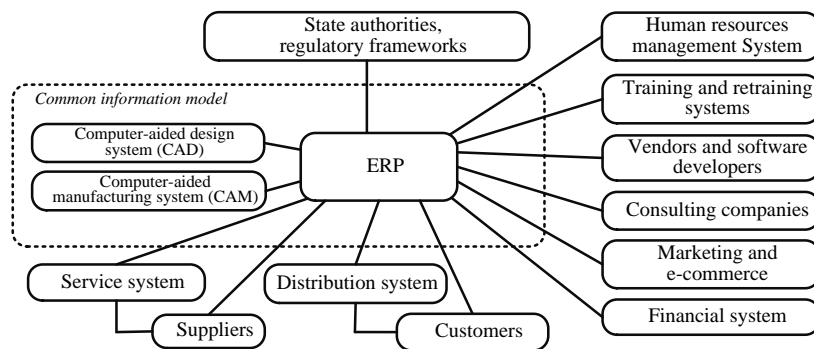 State authorities,
regulatory frameworks
Human resources
management System
Common information model
Training and retraining
systems
Computer-aided design
system (CAD)
ERP
Vendors and software
developers
Computer-aided
manufacturing system (CAM)
Consulting companies
Marketing and
e-commerce
Service system
Distribution system
Financial system
Suppliers
Customers